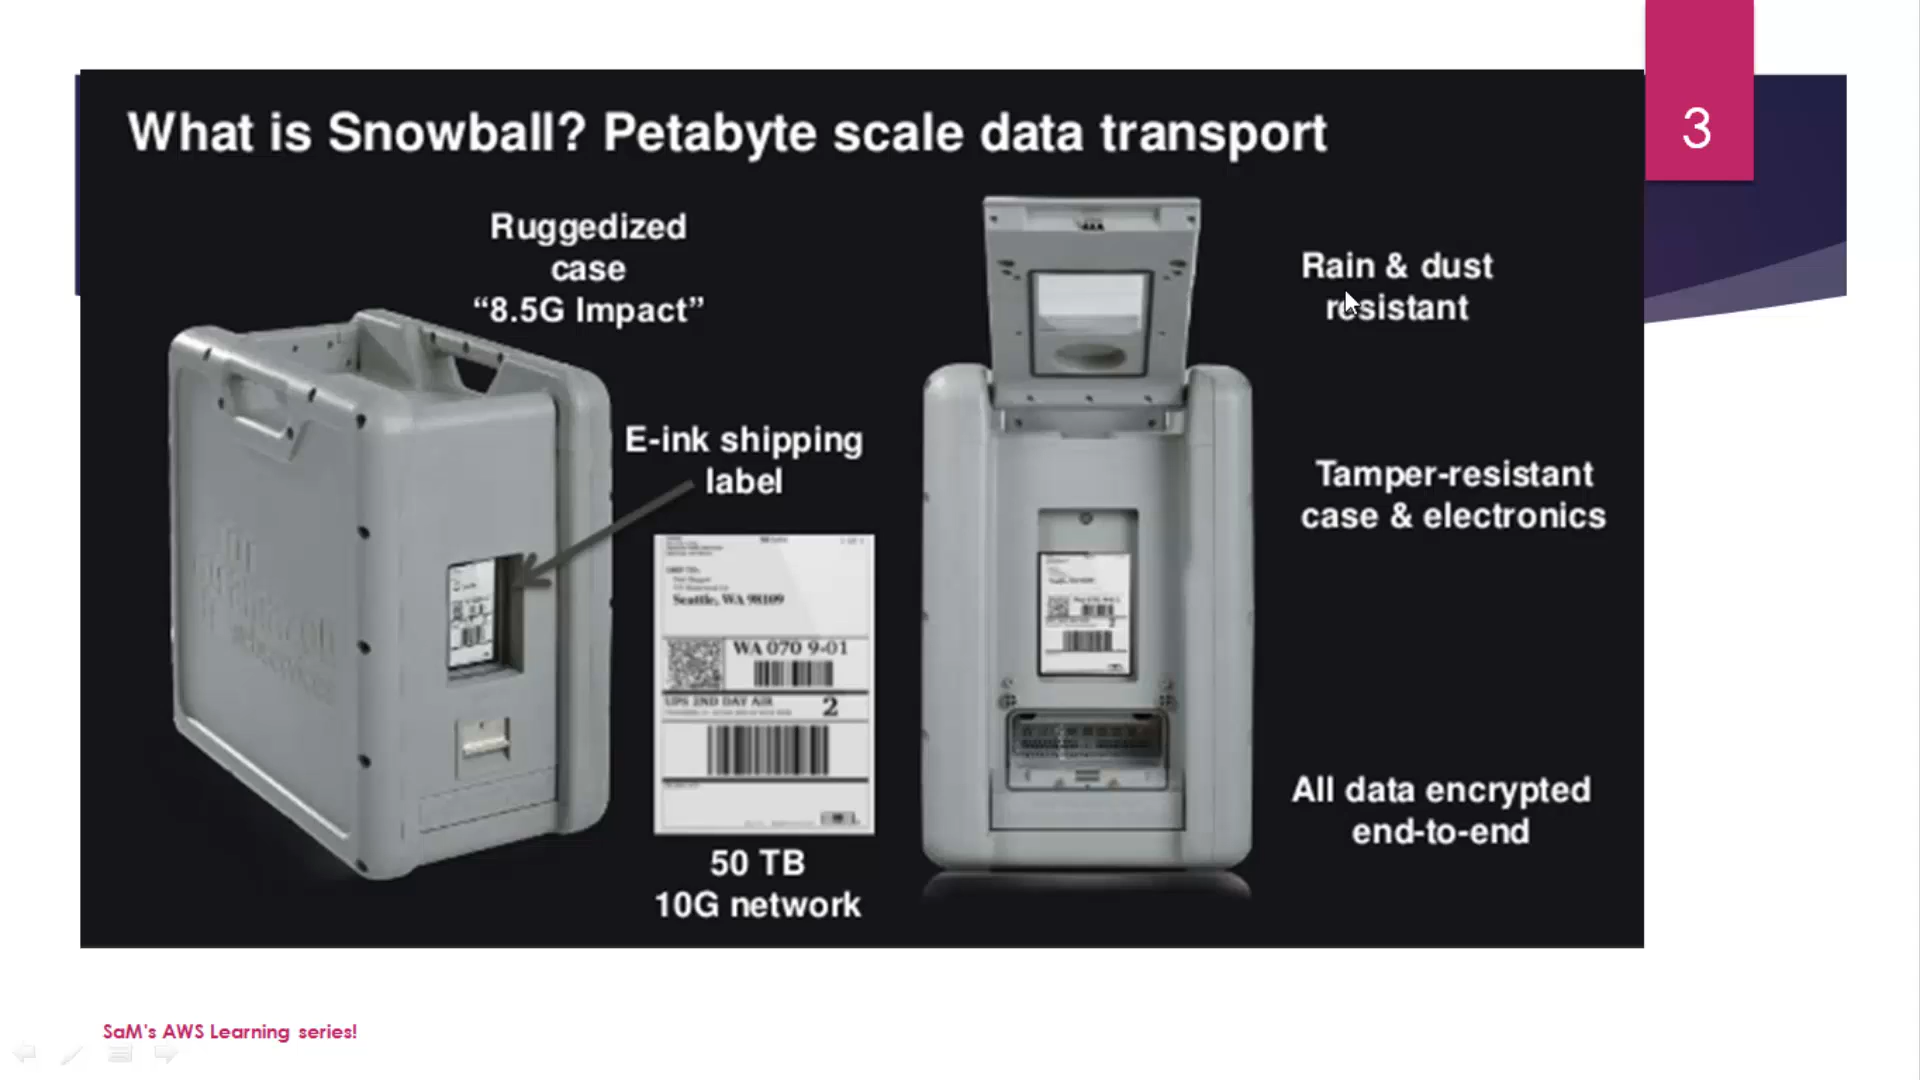 What is Snowball? Petabyte scale data transport
3
Ruggedized
case
“8.5G Impact”
Rain & dust
resistant
E-ink shipping
label
Tamper-resistant
case & electronics
Seattle, WA 98109
WA 070 9-01
UPS 2ND DAY AIR
2
All data encrypted
end-to-end
50 TB
10G network
SaM's AWS Learning series!